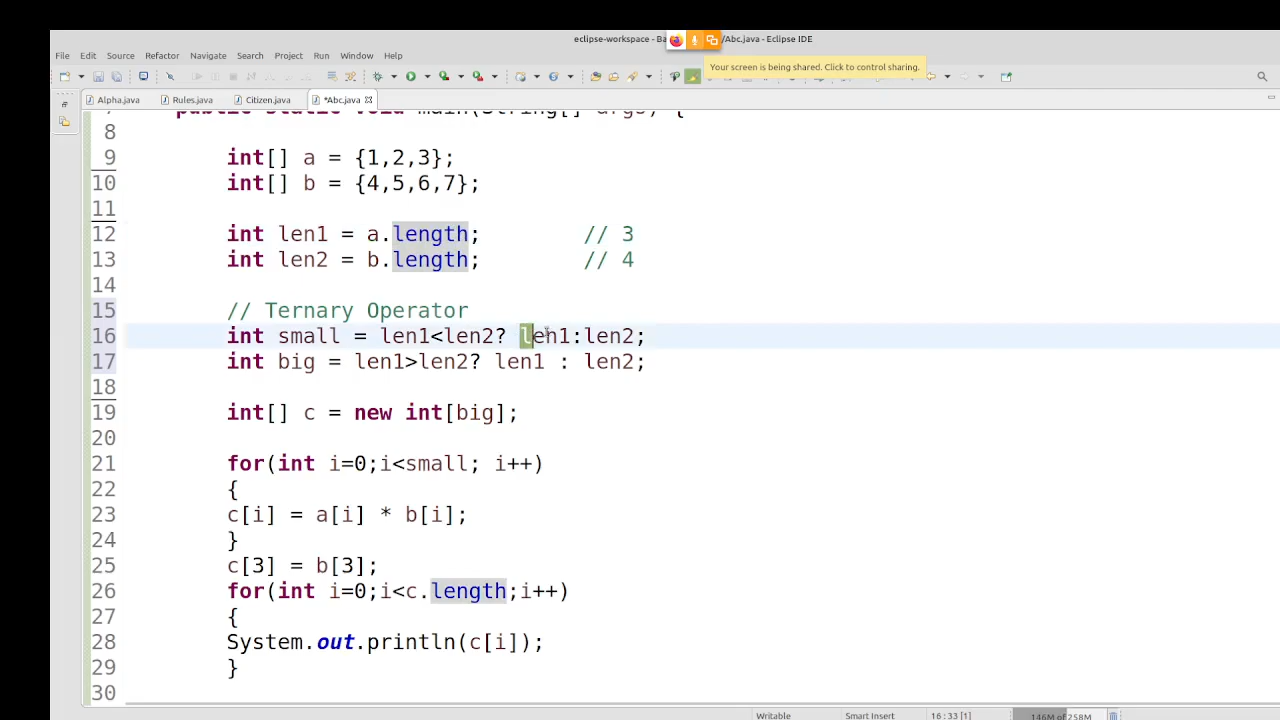 eclipse-workspace - Ba /Abc.java - Eclipse IDE
File Edit Source Refactor Navigate Search Project Run Window Help
Your screen is being shared. Click to control sharing.
Alpha.java Rules.java Citizen.java *Abc.java
7 public static void main(String[] args) {
8
9 int[] a = {1,2,3};
10 int[] b = {4,5,6,7};
11
12 int len1 = a.length; // 3
13 int len2 = b.length; // 4
14
15 // Ternary Operator
16 int small = len1<len2? len1:len2;
17 int big = len1>len2? len1 : len2;
18
19 int[] c = new int[big];
20
21 for(int i=0;i<small; i++)
22 {
23 c[i] = a[i] * b[i];
24 }
25 c[3] = b[3];
26 for(int i=0;i<c.length;i++)
27 {
28 System.out.println(c[i]);
29 }
30
Writable Smart Insert 16:33 [1] 146M of 258M